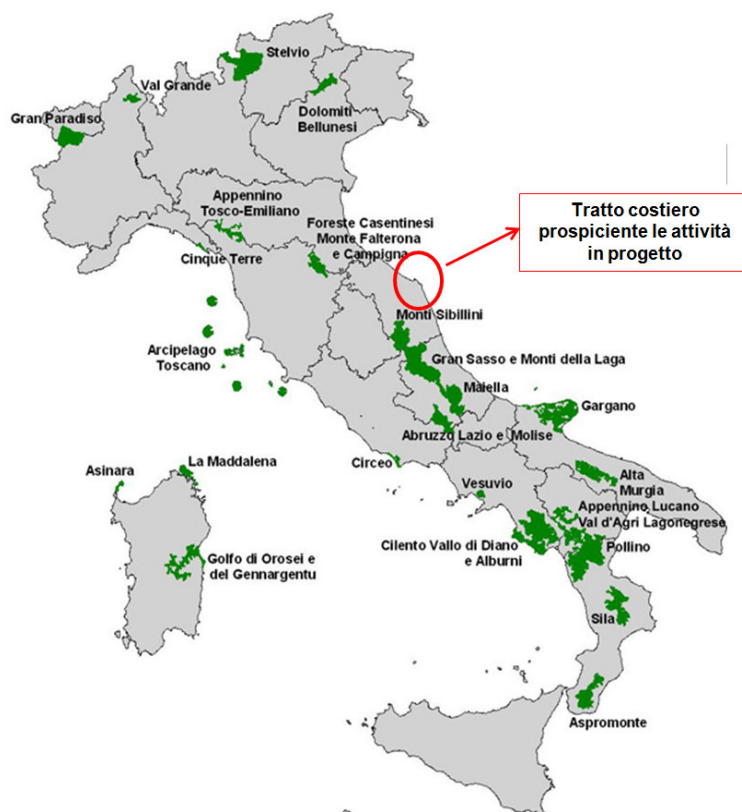 Stelvio
Val Grande
Gran Paradiso
Dolomiti
Bellunesi
Appennino
Tosco-Emiliano
Foreste Casentinesi
Monte Falterona
e Campigna
Cinque Terre
Tratto costiero
prospiciente le attività
in progetto
Monti Sibillini
Arcipelago
Toscano
Gran Sasso e Monti della Laga
Maiella
Gargano
Abruzzo Lazio e Molise
Circeo
Asinara
La Maddalena
Vesuvio
Alta
Murgia
Appennino Lucano
Val d'Agri Lagonegrese
Cilento Vallo di Diano
e Alburni
Pollino
Golfo di Orosei e
del Gennargentu
Sila
Aspromonte